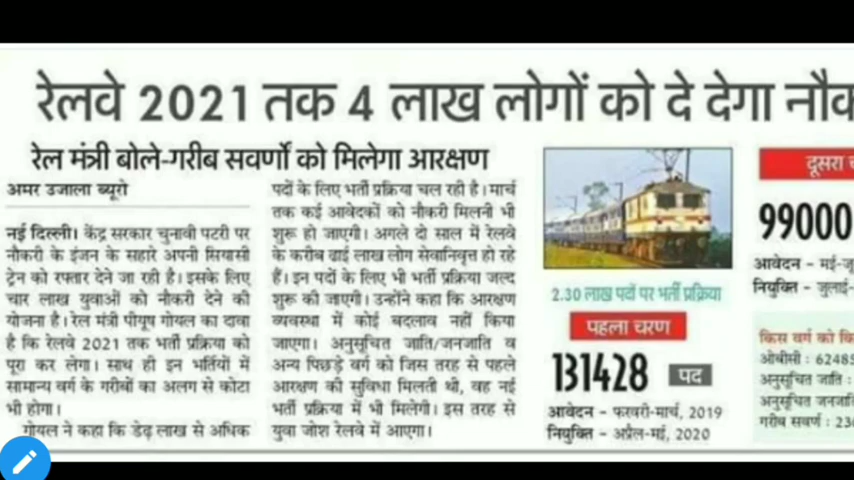 रेलवे 2021 तक 4 लाख लोगों को दे देगा
रेल मंत्री बोले-गरीब सवर्णों को मिलेगा आरक्षण
अमर उजाला ब्यूरो
नई दिल्ली। केंद्र सरकार चुनावी पटरी पर
नौकरी के इंजन के सहारे अपनी सियासी
ट्रेन को रफ्तार देने जा रही है। इसके लिए
चार लाख युवाओं को नौकरी देने की
योजना है। रेल मंत्री पीयूष गोयल का दावा
है कि रेलवे 2021 तक भर्ती प्रक्रिया को
पूरा कर लेगा। साथ ही इन भर्तियों में
सामान्य वर्ग के गरीबों का अलग से कोटा
भी होगा।
गोयल ने कहा कि डेढ़ लाख से अधिक
पदों के लिए भर्ती प्रक्रिया चल रही है। मार्च
तक कई आवेदकों को नौकरी मिलनी भी
शुरू हो जाएगी। अगले दो साल में रेलवे
के करीब ढाई लाख लोग सेवानिवृत्त हो रहे
हैं। इन पदों के लिए भी भर्ती प्रक्रिया जल्द
शुरू की जाएगी। उन्होंने कहा कि आरक्षण
व्यवस्था में कोई बदलाव नहीं किया
जाएगा। अनुसूचित जाति/जनजाति व
अन्य पिछड़े वर्ग को जिस तरह से पहले
आरक्षण की सुविधा मिलती थी, वह नई
भर्ती प्रक्रिया में भी मिलेगी। इस तरह से
युवा जोश रेलवे में आएगा।
2.30 लाख पदों पर भर्ती प्रक्रिया
पहला चरण
131428 पद
आवेदन - फरवरी-मार्च, 2019
नियुक्ति - अप्रैल-मई, 2020
दूसरा
99000
आवेदन - मई-
नियुक्ति - जुलाई-
किस वर्ग को
ओबीसी : 6248
अनुसूचित जाति :
अनुसूचित
गरीब सवर्ण : 23